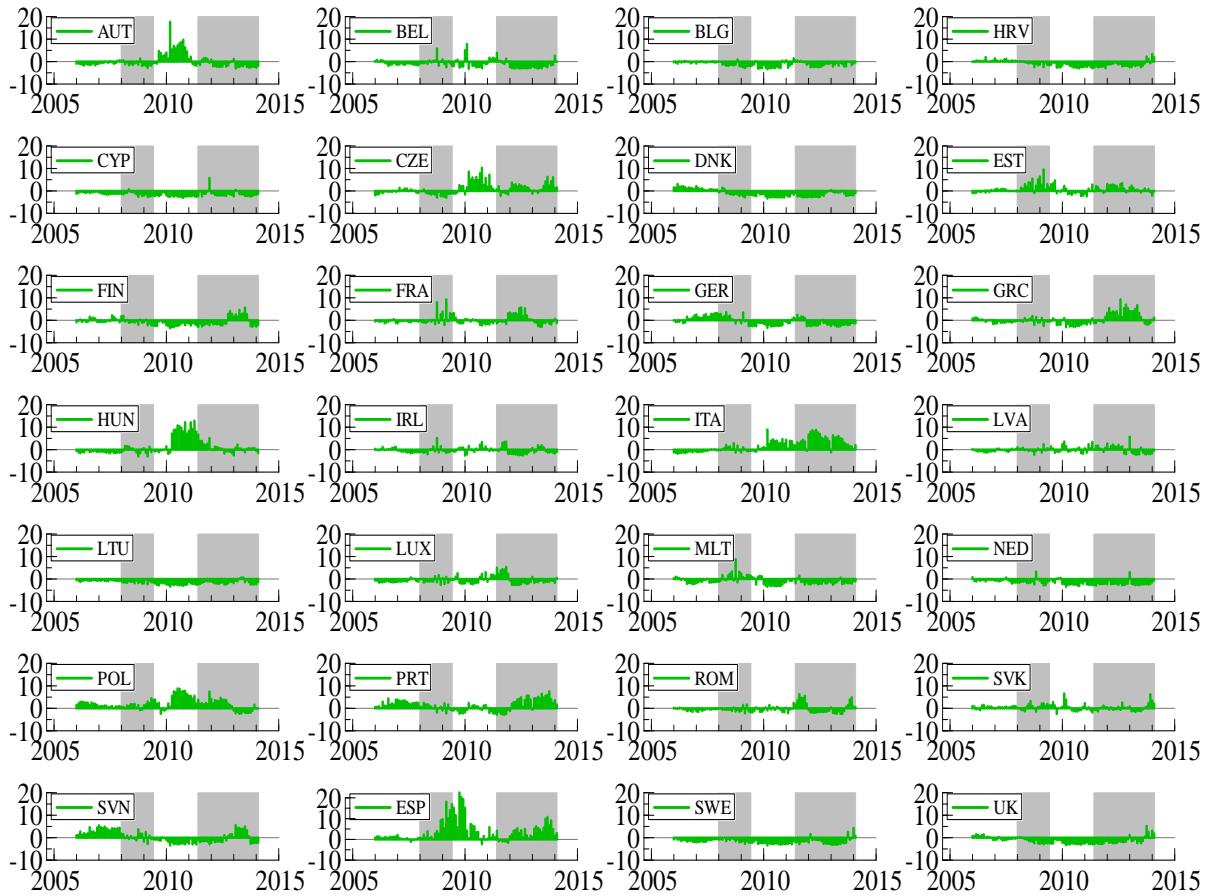 20 AUT 20 BEL 20 BLG 20 HRV
10 10 10 10
0 0 0 0
-10 -10 -10 -10
2005 2010 2015 2005 2010 2015 2005 2010 2015 2005 2010 2015
20 CYP 20 CZE 20 DNK 20 EST
10 10 10 10
0 0 0 0
-10 -10 -10 -10
2005 2010 2015 2005 2010 2015 2005 2010 2015 2005 2010 2015
20 FIN 20 FRA 20 GER 20 GRC
10 10 10 10
0 0 0 0
-10 -10 -10 -10
2005 2010 2015 2005 2010 2015 2005 2010 2015 2005 2010 2015
20 HUN 20 IRL 20 ITA 20 LVA
10 10 10 10
0 0 0 0
-10 -10 -10 -10
2005 2010 2015 2005 2010 2015 2005 2010 2015 2005 2010 2015
20 LTU 20 LUX 20 MLT 20 NED
10 10 10 10
0 0 0 0
-10 -10 -10 -10
2005 2010 2015 2005 2010 2015 2005 2010 2015 2005 2010 2015
20 POL 20 PRT 20 ROM 20 SVK
10 10 10 10
0 0 0 0
-10 -10 -10 -10
2005 2010 2015 2005 2010 2015 2005 2010 2015 2005 2010 2015
20 SVN 20 ESP 20 SWE 20 UK
10 10 10 10
0 0 0 0
-10 -10 -10 -10
2005 2010 2015 2005 2010 2015 2005 2010 2015 2005 2010 2015